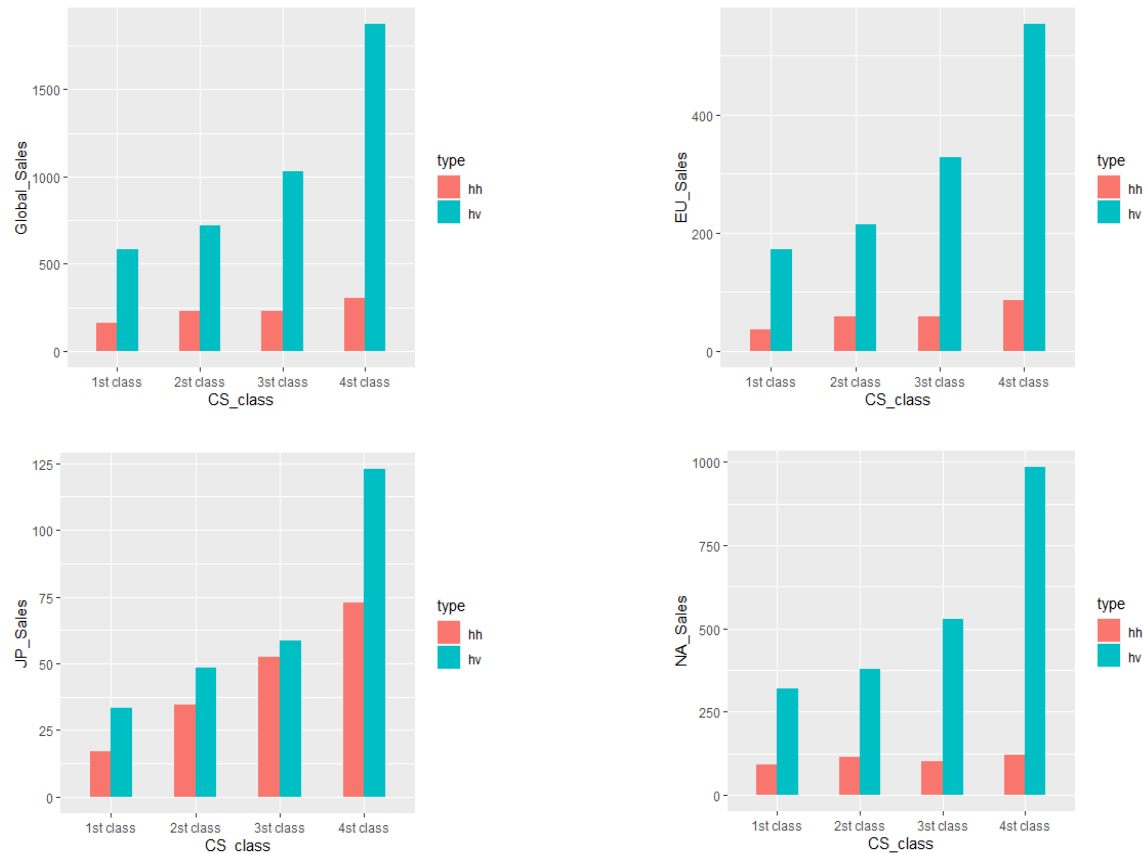 Global_Sales
1500
1000
500
0
1st class 2st class 3st class 4st class
CS_class
type
hh
hv
EU_Sales
400
200
0
1st class 2st class 3st class 4st class
CS_class
type
hh
hv
JP_Sales
125
100
75
50
25
0
1st class 2st class 3st class 4st class
CS_class
type
hh
hv
NA_Sales
1000
750
500
250
0
1st class 2st class 3st class 4st class
CS_class
type
hh
hv